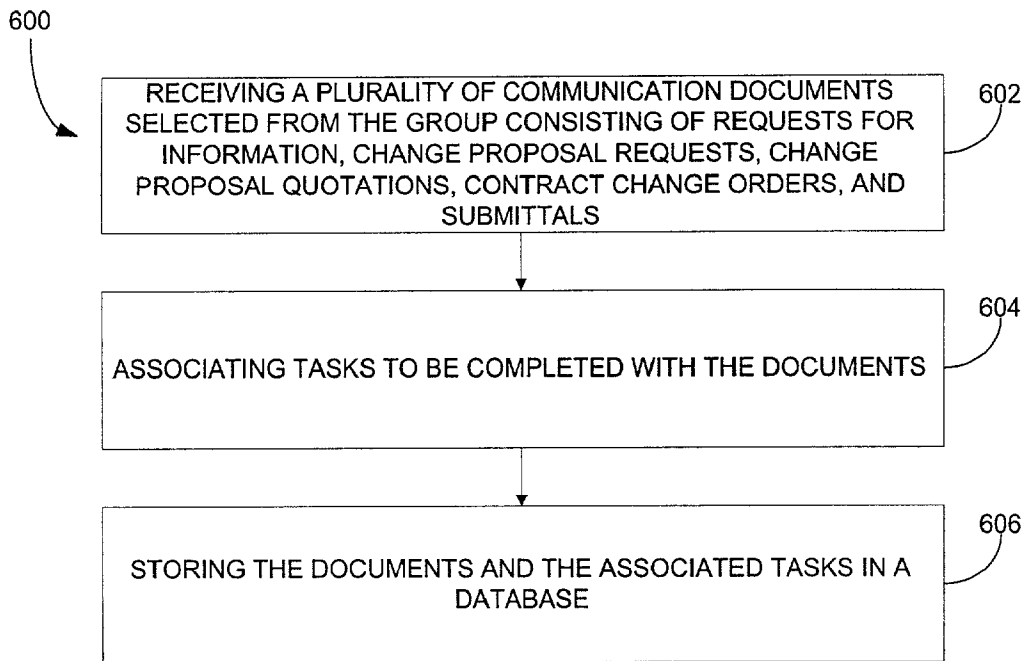 600
RECEIVING A PLURALITY OF COMMUNICATION DOCUMENTS
SELECTED FROM THE GROUP CONSISTING OF REQUESTS FOR
INFORMATION, CHANGE PROPOSAL REQUESTS, CHANGE
PROPOSAL QUOTATIONS, CONTRACT CHANGE ORDERS, AND
SUBMITTALS
602
604
ASSOCIATING TASKS TO BE COMPLETED WITH THE DOCUMENTS
606
STORING THE DOCUMENTS AND THE ASSOCIATED TASKS IN A
DATABASE